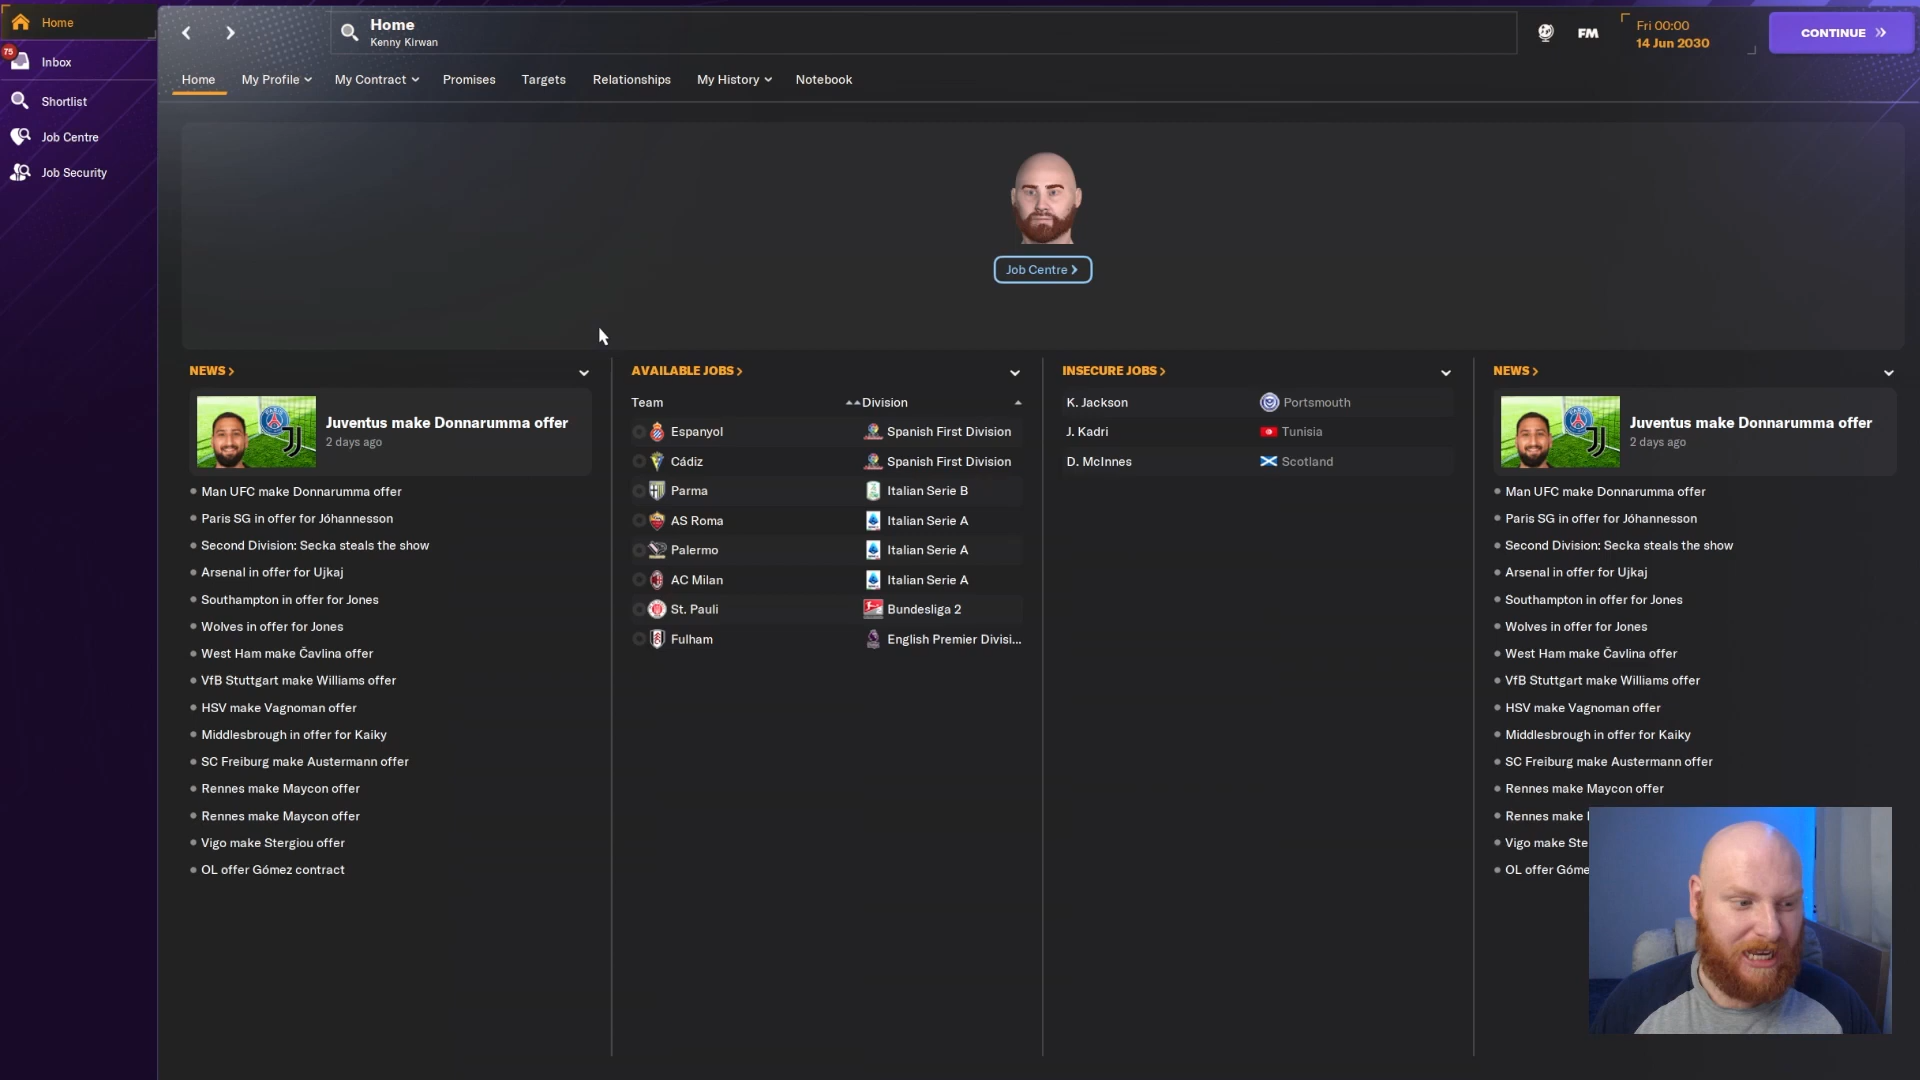 Home
75
Inbox
Shortlist
Job Centre
Job Security
Home
Kenny Kirwan
FM
Fri 00:00
14 Jun 2030
CONTINUE
Home
My Profile
My Contract
Promises
Targets
Relationships
My History
Notebook
Job Centre
NEWS
Juventus make Donnarumma offer
2 days ago
Man UFC make Donnarumma offer
Paris SG in offer for Jóhannesson
Second Division: Secka steals the show
Arsenal in offer for Ujkaj
Southampton in offer for Jones
Wolves in offer for Jones
West Ham make Čavlina offer
VfB Stuttgart make Williams offer
HSV make Vagnoman offer
Middlesbrough in offer for Kaiky
SC Freiburg make Austermann offer
Rennes make Maycon offer
Rennes make Maycon offer
Vigo make Stergiou offer
OL offer Gómez contract
AVAILABLE JOBS
Team Division
Espanyol Spanish First Division
Cádiz Spanish First Division
Parma Italian Serie B
AS Roma Italian Serie A
Palermo Italian Serie A
AC Milan Italian Serie A
St. Pauli Bundesliga 2
Fulham English Premier Divisi...
INSECURE JOBS
K. Jackson Portsmouth
J. Kadri Tunisia
D. McInnes Scotland
NEWS
Juventus make Donnarumma offer
2 days ago
Man UFC make Donnarumma offer
Paris SG in offer for Jóhannesson
Second Division: Secka steals the show
Arsenal in offer for Ujkaj
Southampton in offer for Jones
Wolves in offer for Jones
West Ham make Čavlina offer
VfB Stuttgart make Williams offer
HSV make Vagnoman offer
Middlesbrough in offer for Kaiky
SC Freiburg make Austermann offer
Rennes make Maycon offer
Rennes make
Vigo make Ste
OL offer Góme